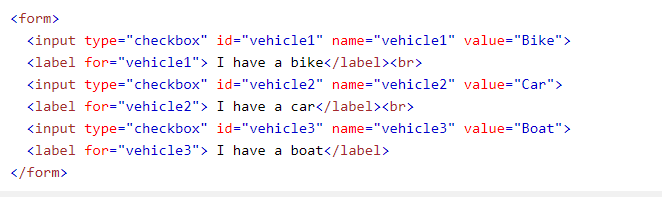 <form>
  <input type="checkbox" id="vehicle1" name="vehicle1" value="Bike">
  <label for="vehicle1"> I have a bike</label><br>
  <input type="checkbox" id="vehicle2" name="vehicle2" value="Car">
  <label for="vehicle2"> I have a car</label><br>
  <input type="checkbox" id="vehicle3" name="vehicle3" value="Boat">
  <label for="vehicle3"> I have a boat</label>
</form>